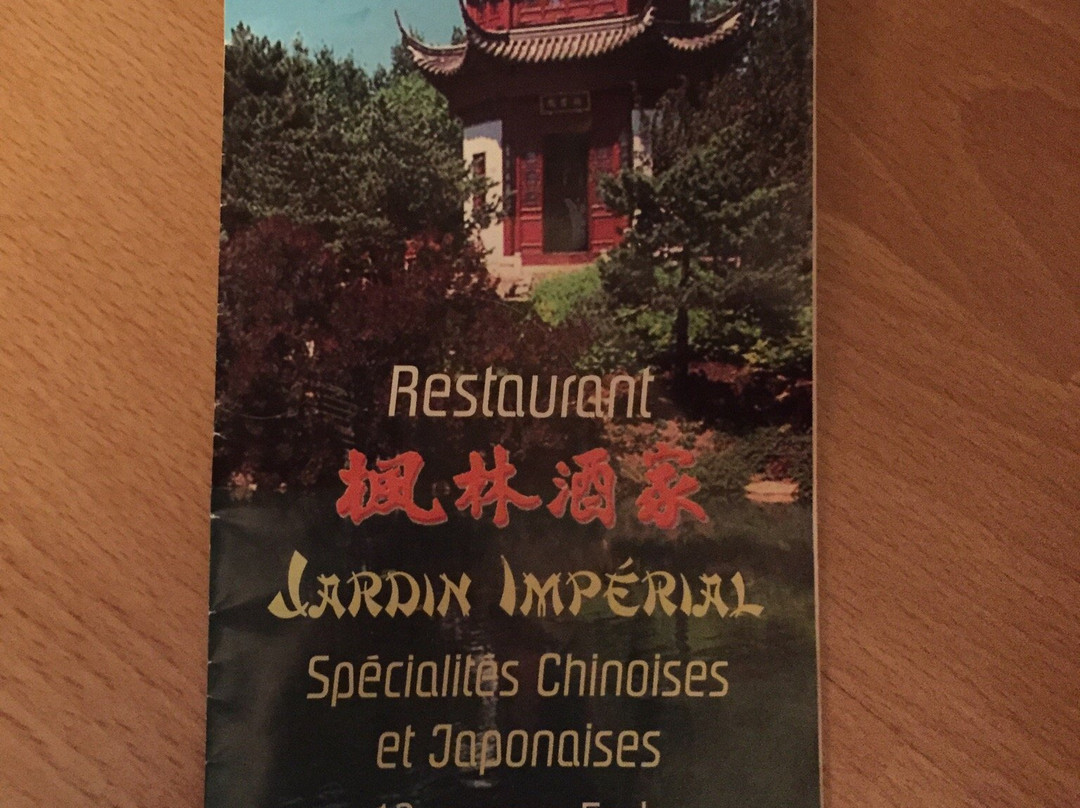 Restaurant
枫林酒家
Jardin Impérial
Spécialités Chinoises
et Japonaises